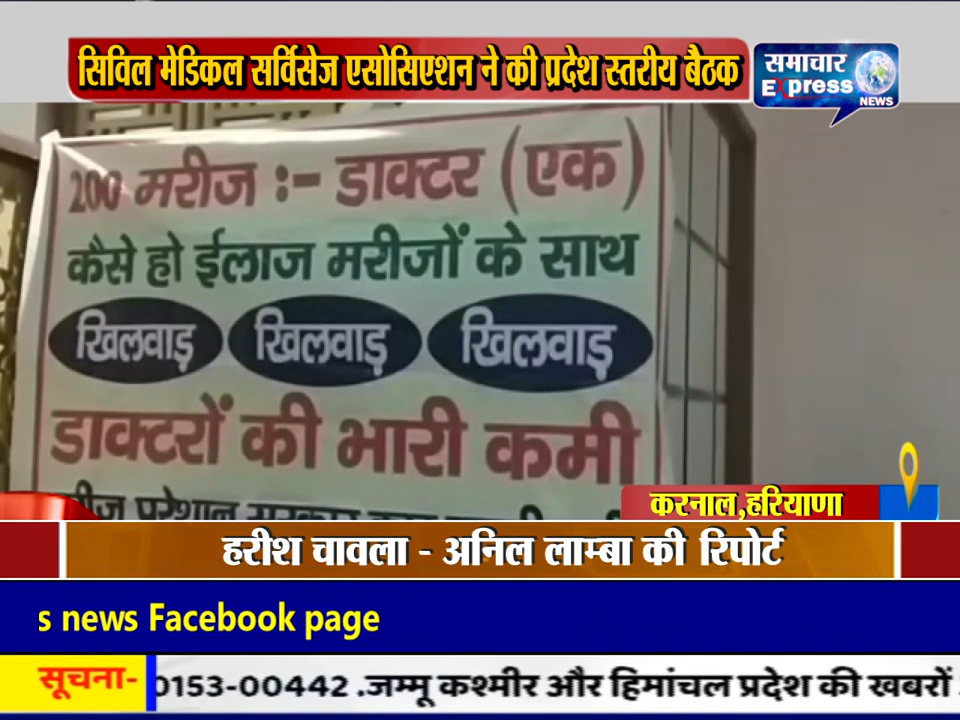 सिविल मेडिकल सर्विसेज एसोसिएशन ने की प्रदेश स्तरीय बैठक
समाचार
Express
NEWS
200 मरीज :- डाक्टर (एक)
कैसे हो ईलाज मरीजों के साथ
खिलवाड़ खिलवाड़ खिलवाड़
डाक्टरों की भारी कमी
परेशान सरकार
करनाल,हरियाणा
हरीश चावला - अनिल लाम्बा की रिपोर्ट
s news Facebook page
सूचना- 0153-00442 .जम्मू कश्मीर और हिमांचल प्रदेश की खबरों